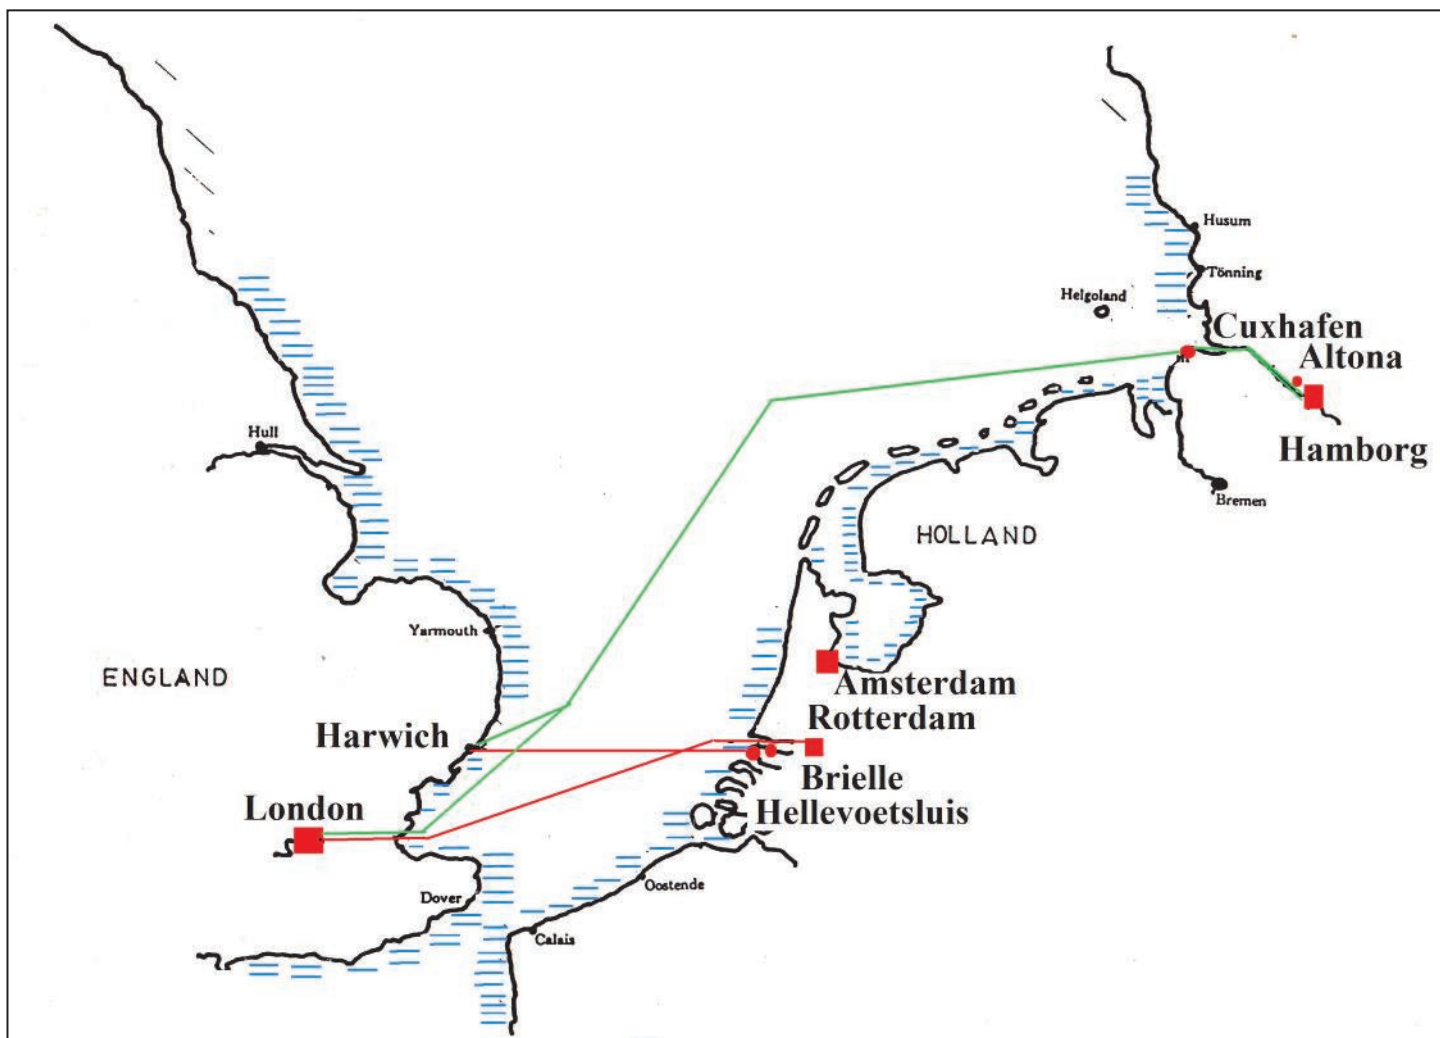 Husum
Tönning
Helgoland
Cuxhafen
Altona
Hamborg
Hull
Bremen
HOLLAND
Yarmouth
ENGLAND
Amsterdam
Harwich
Rotterdam
Brielle
London
Hellevoetsluis
Oostende
Dover
Calais